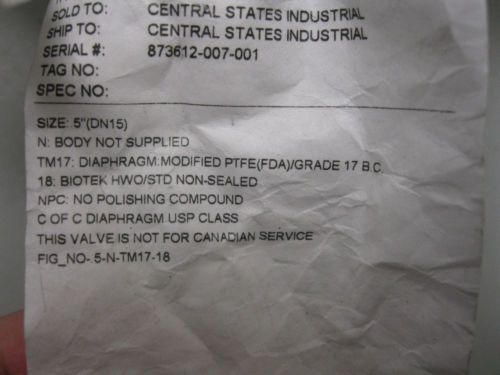 SOLD TO: CENTRAL STATES INDUSTRIAL
SHIP TO: CENTRAL STATES INDUSTRIAL
SERIAL #: 873612-007-001
TAG NO:
SPEC NO:
SIZE: 5"(DN15)
N: BODY NOT SUPPLIED
TM17: DIAPHRAGM:MODIFIED PTFE(FDA)/GRADE 17 B.C.
18: BIOTEK HWO/STD NON-SEALED
NPC: NO POLISHING COMPOUND
C OF C DIAPHRAGM USP CLASS
THIS VALVE IS NOT FOR CANADIAN SERVICE
FIG_NO- 5-N-TM17-18